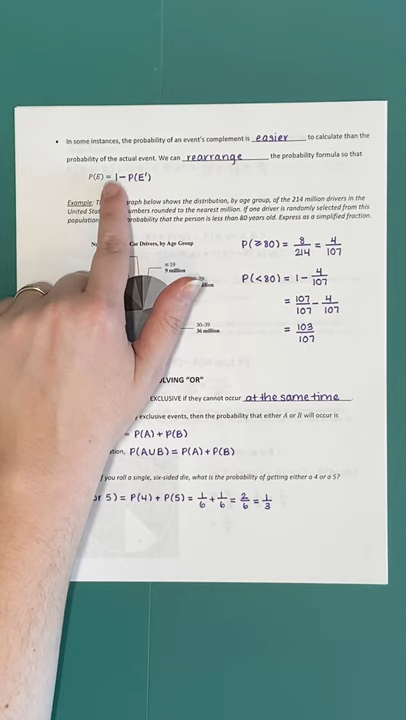 • In some instances, the probability of an event's complement is easier to calculate than the
probability of the actual event. We can rearrange the probability formula so that
P(E) = 1 − P(E')
Example: graph below shows the distribution, by age group, of the 214 million drivers in the
United numbers rounded to the nearest million. If one driver is randomly selected from this
population probability that the person is less than 80 years old. Express as a simplified fraction.
Car Drivers, by Age Group
P(≥80) = 8/214 = 4/107
≤19
9 million
P(<80) = 1 − 4/107
= 107/107 − 4/107
30–39
36 million
= 103/107
"OR"
EXCLUSIVE if they cannot occur at the same time.
exclusive events, then the probability that either A or B will occur is
= P(A) + P(B)
P(A∪B) = P(A) + P(B)
if you roll a single, six-sided die, what is the probability of getting either a 4 or a 5?
5) = P(4) + P(5) = 1/6 + 1/6 = 2/6 = 1/3